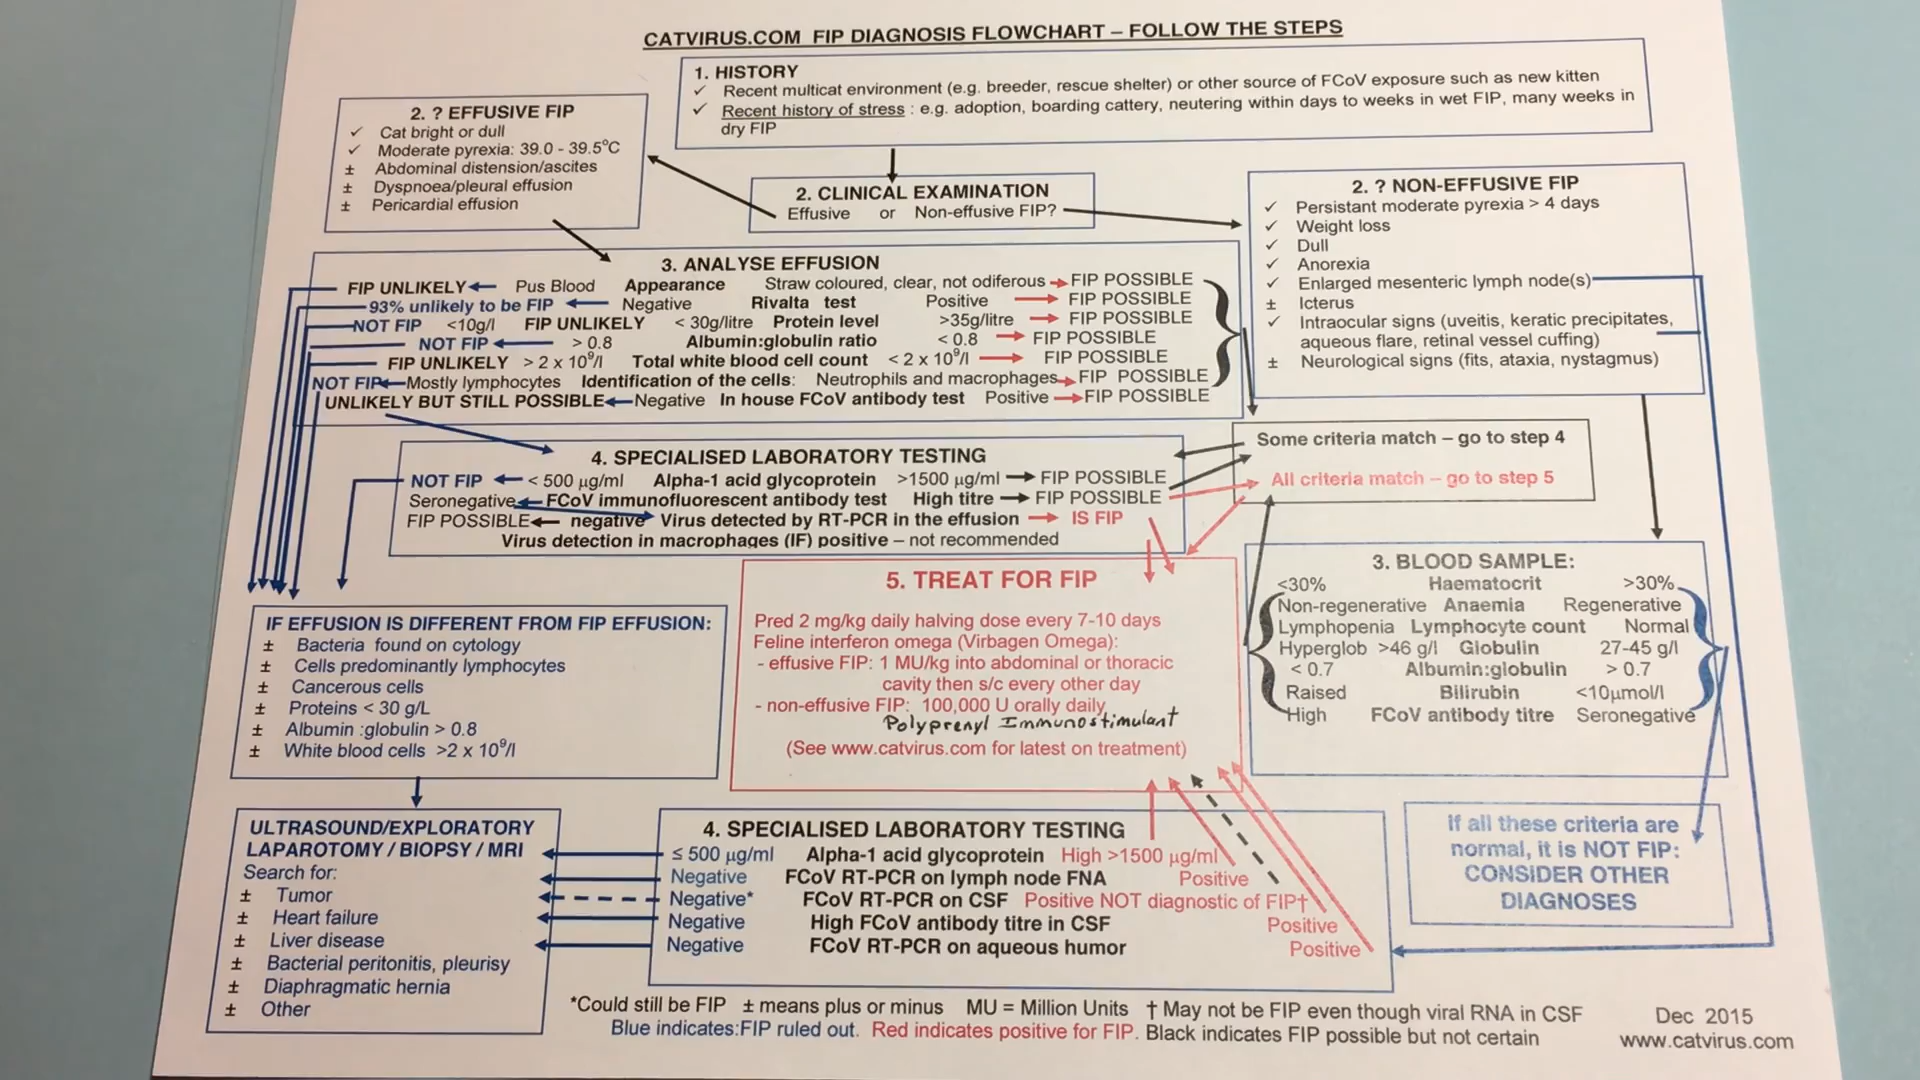 CATVIRUS.COM FIP DIAGNOSIS FLOWCHART – FOLLOW THE STEPS
1. HISTORY
✓ Recent multicat environment (e.g. breeder, rescue shelter) or other source of FCoV exposure such as new kitten
✓ Recent history of stress : e.g. adoption, boarding cattery, neutering within days to weeks in wet FIP, many weeks in
dry FIP
2. ? EFFUSIVE FIP
✓ Cat bright or dull
✓ Moderate pyrexia: 39.0 - 39.5°C
± Abdominal distension/ascites
± Dyspnoea/pleural effusion
± Pericardial effusion
2. CLINICAL EXAMINATION
Effusive or Non-effusive FIP?
2. ? NON-EFFUSIVE FIP
✓ Persistant moderate pyrexia > 4 days
✓ Weight loss
✓ Dull
✓ Anorexia
✓ Enlarged mesenteric lymph node(s)
± Icterus
✓ Intraocular signs (uveitis, keratic precipitates,
aqueous flare, retinal vessel cuffing)
± Neurological signs (fits, ataxia, nystagmus)
3. ANALYSE EFFUSION
FIP UNLIKELY Pus Blood Appearance Straw coloured, clear, not odiferous FIP POSSIBLE
93% unlikely to be FIP Negative Rivalta test Positive FIP POSSIBLE
NOT FIP <10g/l FIP UNLIKELY < 30g/litre Protein level >35g/litre FIP POSSIBLE
NOT FIP > 0.8 Albumin:globulin ratio < 0.8 FIP POSSIBLE
FIP UNLIKELY > 2 x 10⁹/l Total white blood cell count < 2 x 10⁹/l FIP POSSIBLE
NOT FIP Mostly lymphocytes Identification of the cells: Neutrophils and macrophages FIP POSSIBLE
UNLIKELY BUT STILL POSSIBLE Negative In house FCoV antibody test Positive FIP POSSIBLE
Some criteria match – go to step 4
All criteria match – go to step 5
4. SPECIALISED LABORATORY TESTING
NOT FIP < 500 µg/ml Alpha-1 acid glycoprotein >1500 µg/ml FIP POSSIBLE
Seronegative FCoV immunofluorescent antibody test High titre FIP POSSIBLE
FIP POSSIBLE negative Virus detected by RT-PCR in the effusion IS FIP
Virus detection in macrophages (IF) positive – not recommended
5. TREAT FOR FIP
Pred 2 mg/kg daily halving dose every 7-10 days
Feline interferon omega (Virbagen Omega):
- effusive FIP: 1 MU/kg into abdominal or thoracic
cavity then s/c every other day
- non-effusive FIP: 100,000 U orally daily
Polyprenyl Immunostimulant
(See www.catvirus.com for latest on treatment)
3. BLOOD SAMPLE:
<30% Haematocrit >30%
Non-regenerative Anaemia Regenerative
Lymphopenia Lymphocyte count Normal
Hyperglob >46 g/l Globulin 27-45 g/l
< 0.7 Albumin:globulin > 0.7
Raised Bilirubin <10µmol/l
High FCoV antibody titre Seronegative
IF EFFUSION IS DIFFERENT FROM FIP EFFUSION:
± Bacteria found on cytology
± Cells predominantly lymphocytes
± Cancerous cells
± Proteins < 30 g/L
± Albumin :globulin > 0.8
± White blood cells >2 x 10⁹/l
ULTRASOUND/EXPLORATORY
LAPAROTOMY / BIOPSY / MRI
Search for:
± Tumor
± Heart failure
± Liver disease
± Bacterial peritonitis, pleurisy
± Diaphragmatic hernia
± Other
4. SPECIALISED LABORATORY TESTING
≤ 500 µg/ml Alpha-1 acid glycoprotein High >1500 µg/ml
Negative FCoV RT-PCR on lymph node FNA Positive
Negative* FCoV RT-PCR on CSF Positive NOT diagnostic of FIP†
Negative High FCoV antibody titre in CSF Positive
Negative FCoV RT-PCR on aqueous humor Positive
If all these criteria are
normal, it is NOT FIP:
CONSIDER OTHER
DIAGNOSES
*Could still be FIP ± means plus or minus MU = Million Units † May not be FIP even though viral RNA in CSF
Blue indicates:FIP ruled out. Red indicates positive for FIP. Black indicates FIP possible but not certain
Dec 2015
www.catvirus.com